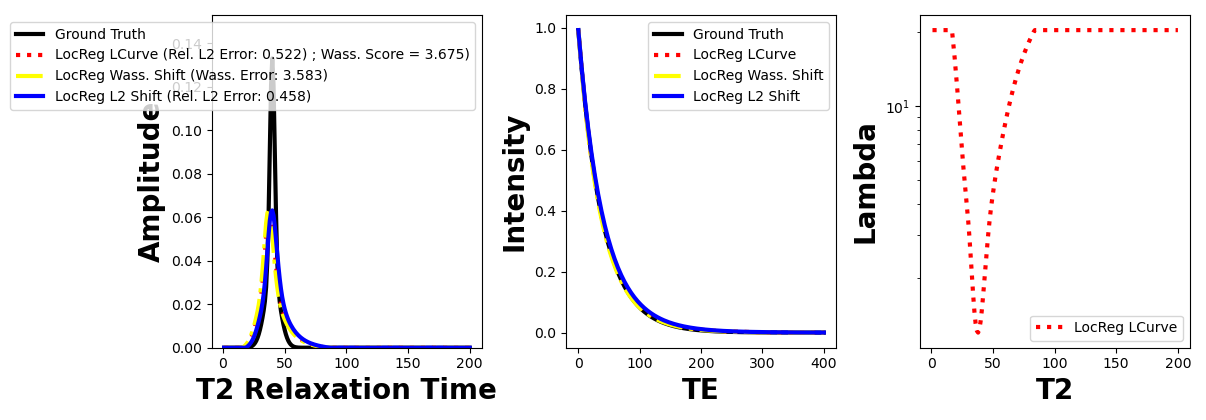 Ground Truth
LocReg LCurve (Rel. L2 Error: 0.522) ; Wass. Score = 3.675)
LocReg Wass. Shift (Wass. Error: 3.583)
LocReg L2 Shift (Rel. L2 Error: 0.458)
0.14
0.12
0.10
0.08
0.06
0.04
0.02
0.00
Amplitude
0 50 100 150 200
T2 Relaxation Time
Ground Truth
LocReg LCurve
LocReg Wass. Shift
LocReg L2 Shift
1.0
0.8
0.6
0.4
0.2
0.0
Intensity
0 100 200 300 400
TE
10¹
Lambda
LocReg LCurve
0 50 100 150 200
T2